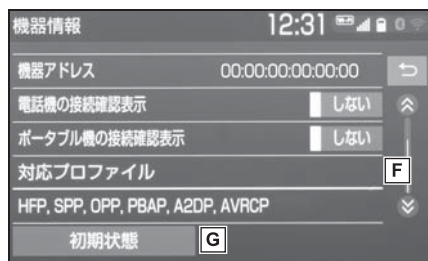 機器情報 12:31
機器アドレス 00:00:00:00:00:00
電話機の接続確認表示 しない
ポータブル機の接続確認表示 しない
対応プロファイル
F
HFP, SPP, OPP, PBAP, A2DP, AVRCP
初期状態 G